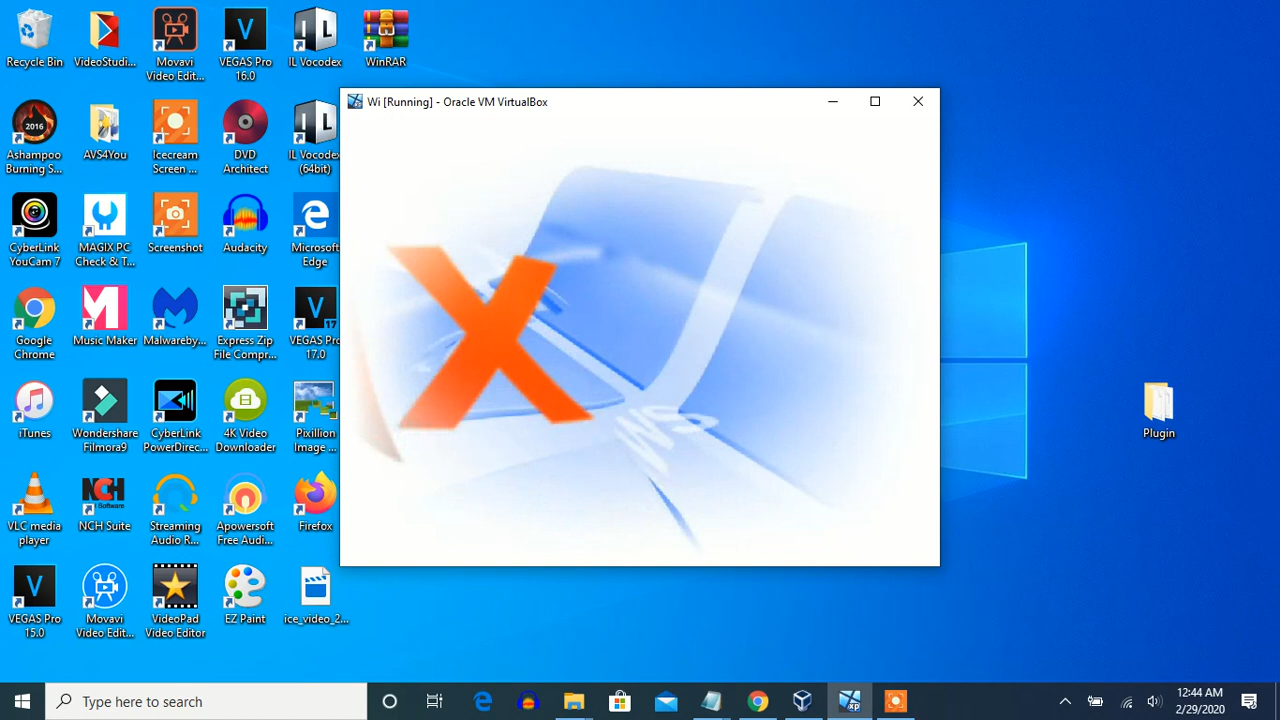 Recycle Bin
VideoStudi...
Movavi
Video Edit...
VEGAS Pro
16.0
IL Vocodex
WinRAR
Wi [Running] - Oracle VM VirtualBox
2016
Ashampoo
Burning S...
AVS4You
Icecream
Screen ...
DVD
Architect
IL Vocodex
(64bit)
CyberLink
YouCam 7
MAGIX PC
Check & T...
Screenshot
Audacity
Microsoft
Edge
X
Google
Chrome
Music Maker
Malwareby...
Express Zip
File Compr...
17
VEGAS Pro
17.0
iTunes
Wondershare
Filmora9
CyberLink
PowerDirec...
4K Video
Downloader
Pixillion
Image ...
Plugin
VLC media
player
NCH
Software
NCH Suite
Streaming
Audio R...
Apowersoft
Free Audi...
Firefox
VEGAS Pro
15.0
Movavi
Video Edit...
VideoPad
Video Editor
EZ Paint
ice_video_2...
Type here to search
xp
12:44 AM
2/29/2020